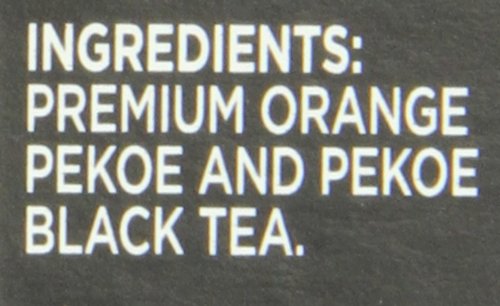 INGREDIENTS:
PREMIUM ORANGE
PEKOE AND PEKOE
BLACK TEA.